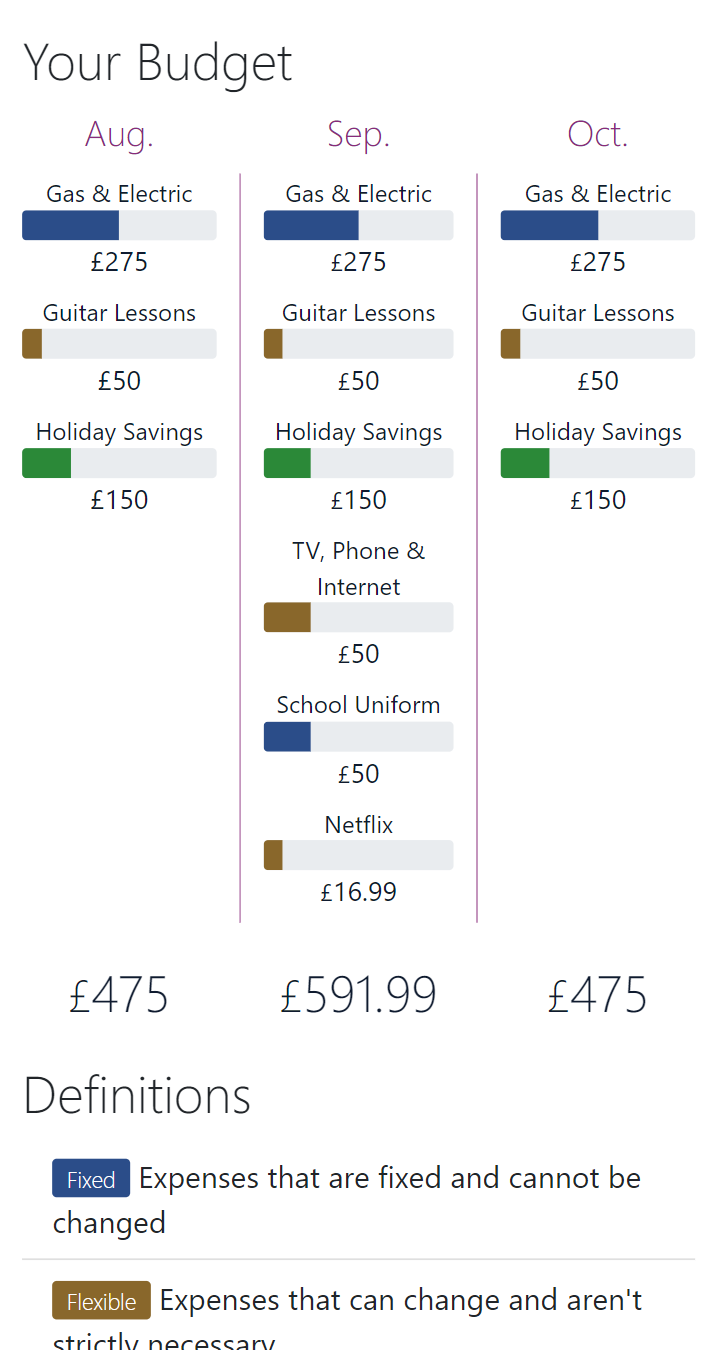 Your Budget
Aug.
Gas & Electric
£275
Guitar Lessons
£50
Holiday Savings
£150
£475
Sep.
Gas & Electric
£275
Guitar Lessons
£50
Holiday Savings
£150
TV, Phone &
Internet
£50
School Uniform
£50
Netflix
£16.99
£591.99
Oct.
Gas & Electric
£275
Guitar Lessons
£50
Holiday Savings
£150
£475
Definitions
Fixed Expenses that are fixed and cannot be
changed
Flexible Expenses that can change and aren't
strictly necessary